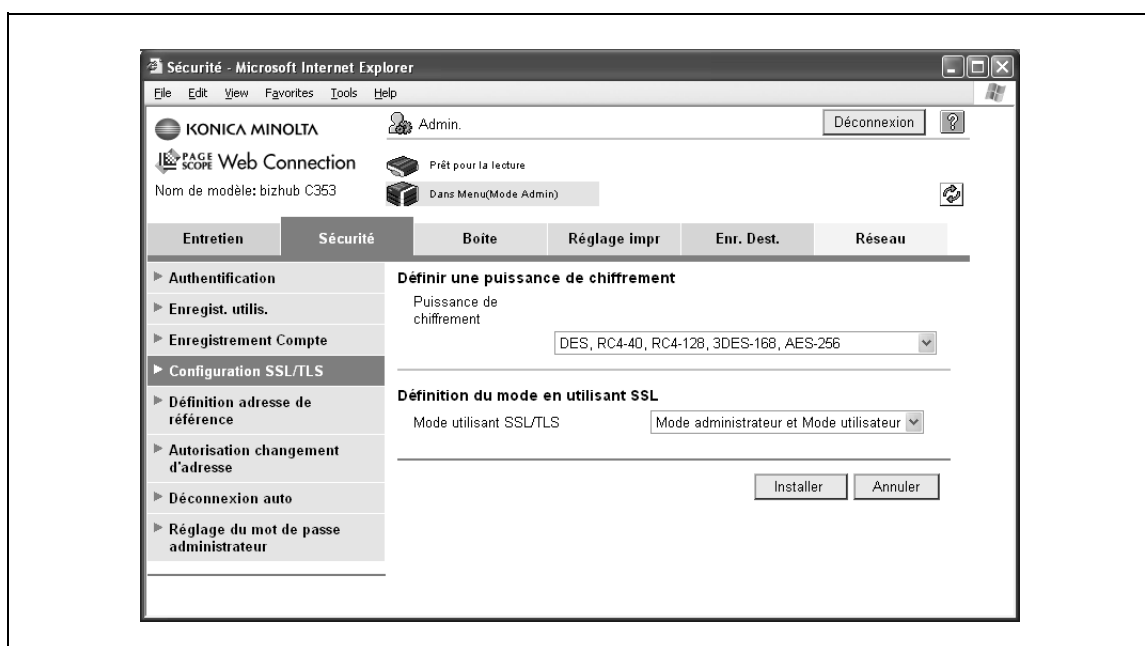 Sécurité - Microsoft Internet Explorer
File Edit View Favorites Tools Help
KONICA MINOLTA
Admin.
Déconnexion
?
PAGE SCOPE Web Connection
Prêt pour la lecture
Nom de modèle: bizhub C353
Dans Menu(Mode Admin)
Entretien Sécurité Boîte Réglage impr Enr. Dest. Réseau
Authentification
Enregist. utilis.
Enregistrement Compte
Configuration SSL/TLS
Définition adresse de
référence
Autorisation changement
d'adresse
Déconnexion auto
Réglage du mot de passe
administrateur
Définir une puissance de chiffrement
Puissance de
chiffrement
DES, RC4-40, RC4-128, 3DES-168, AES-256
Définition du mode en utilisant SSL
Mode utilisant SSL/TLS
Mode administrateur et Mode utilisateur
Installer Annuler